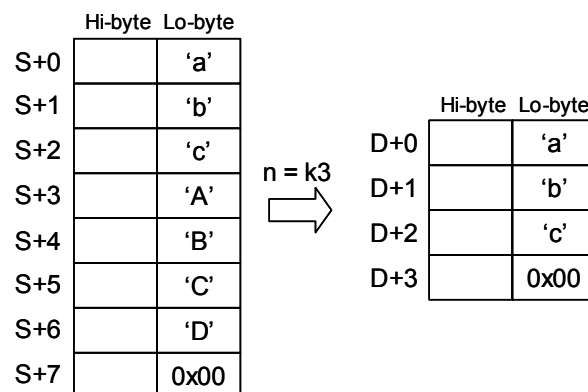 Hi-byte Lo-byte
S+0 ‘a’
S+1 ‘b’
S+2 ‘c’
S+3 ‘A’
S+4 ‘B’
S+5 ‘C’
S+6 ‘D’
S+7 0x00
n = k3
Hi-byte Lo-byte
D+0 ‘a’
D+1 ‘b’
D+2 ‘c’
D+3 0x00